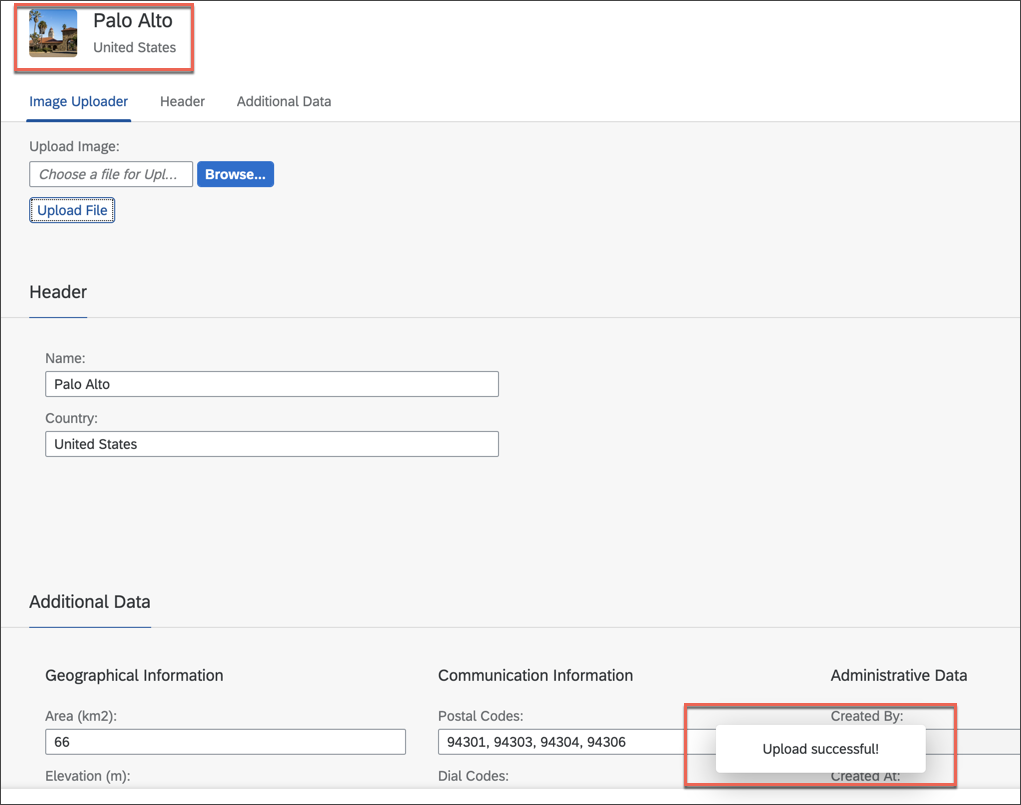 Palo Alto
United States
Image Uploader Header Additional Data
Upload Image:
Choose a file for Upl... Browse...
Upload File
Header
Name:
Palo Alto
Country:
United States
Additional Data
Geographical Information Communication Information Administrative Data
Area (km2): Postal Codes: Created By:
66 94301, 94303, 94304, 94306
Upload successful!
Elevation (m): Dial Codes: Created At: